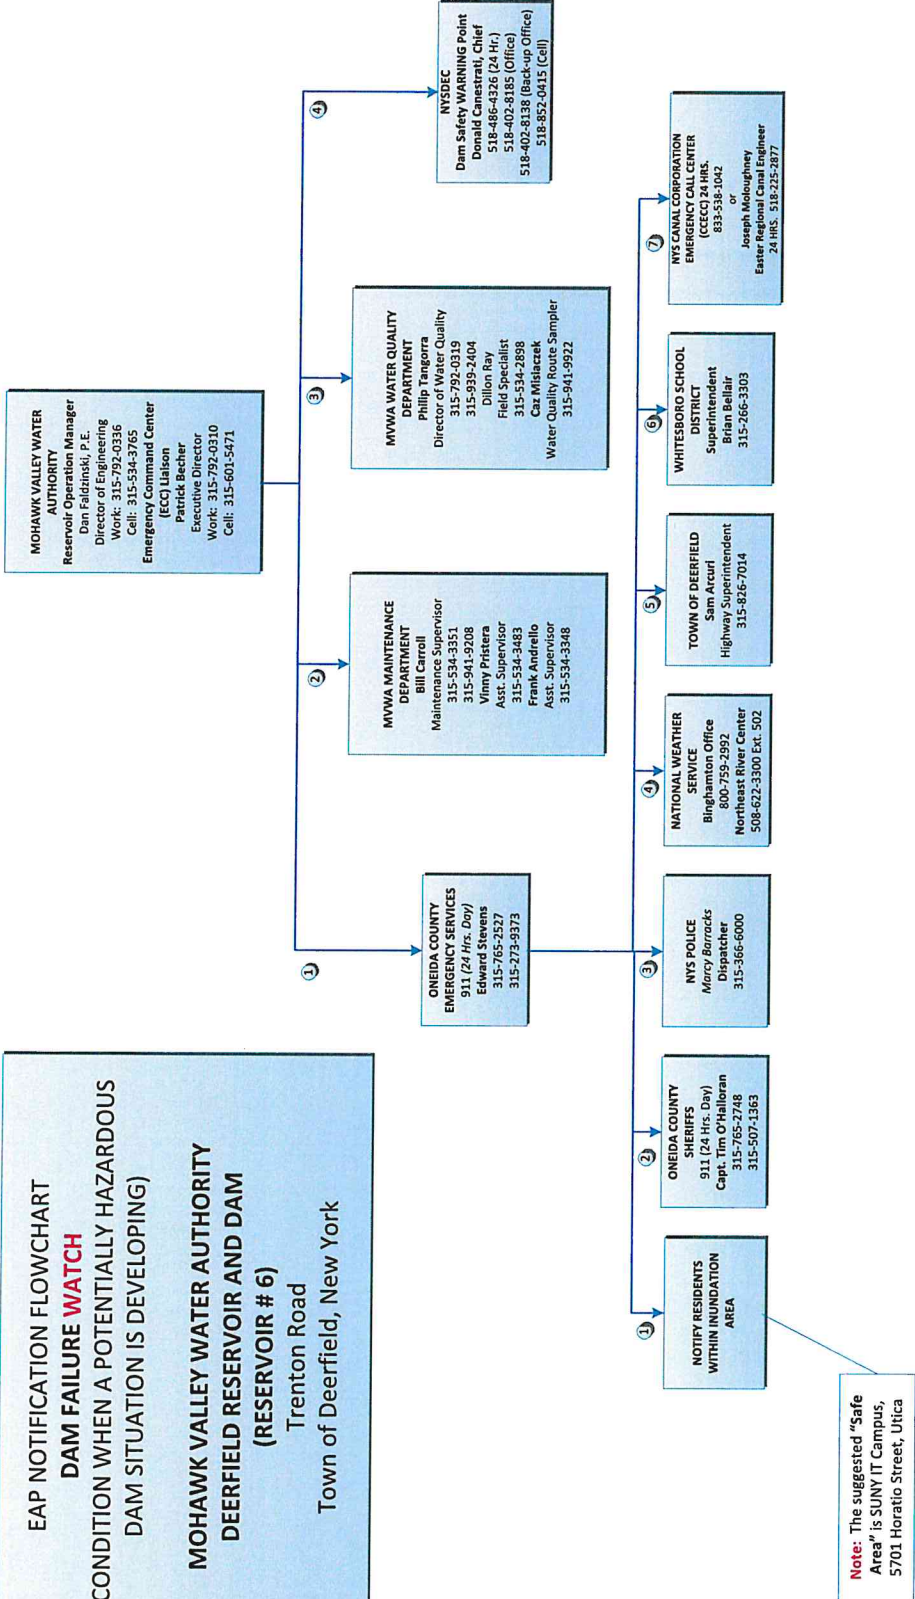 EAP NOTIFICATION FLOWCHART
DAM FAILURE WATCH
CONDITION WHEN A POTENTIALLY HAZARDOUS
DAM SITUATION IS DEVELOPING)
MOHAWK VALLEY WATER AUTHORITY
DEERFIELD RESERVOIR AND DAM
(RESERVOIR # 6)
Trenton Road
Town of Deerfield, New York
MOHAWK VALLEY WATER
AUTHORITY
Reservoir Operation Manager
Dan Faldzinski, P.E.
Director of Engineering
Work: 315-792-0336
Cell: 315-534-3765
Emergency Command Center
(ECC) Liaison
Patrick Becher
Executive Director
Work: 315-792-0310
Cell: 315-601-5471
1
ONEIDA COUNTY
EMERGENCY SERVICES
911 (24 Hrs. Day)
Edward Stevens
315-765-2527
315-273-9373
2
MVWA MAINTENANCE
DEPARTMENT
Bill Carroll
Maintenance Supervisor
315-534-3351
315-941-9208
Vinny Pristera
Asst. Supervisor
315-534-3483
Frank Andrello
Asst. Supervisor
315-534-3348
3
MVWA WATER QUALITY
DEPARTMENT
Phillip Tangorra
Director of Water Quality
315-792-0319
315-939-2404
Dillon Ray
Field Specialist
315-534-2898
Caz Mislaczek
Water Quality Route Sampler
315-941-9922
4
NYSDEC
Dam Safety WARNING Point
Donald Canestrati, Chief
518-486-4326 (24 Hr.)
518-402-8185 (Office)
518-402-8138 (Back-up Office)
518-852-0415 (Cell)
1
NOTIFY RESIDENTS
WITHIN INUNDATION
AREA
2
ONEIDA COUNTY
SHERIFFS
911 (24 Hrs. Day)
Capt. Tim O'Halloran
315-765-2748
315-507-1363
3
NYS POLICE
Marcy Barracks
Dispatcher
315-366-6000
4
NATIONAL WEATHER
SERVICE
Binghamton Office
800-759-2992
Northeast River Center
508-622-3300 Ext. 502
5
TOWN OF DEERFIELD
Sam Arcuri
Highway Superintendent
315-826-7014
6
WHITESBORO SCHOOL
DISTRICT
Superintendent
Brian Bellair
315-266-3303
7
NYS CANAL CORPORATION
EMERGENCY CALL CENTER
(CCECC) 24 HRS.
833-538-1042
or
Joseph Moloughney
Easter Regional Canal Engineer
24 HRS. 518-225-2877
Note: The suggested "Safe
Area" is SUNY IT Campus,
5701 Horatio Street, Utica